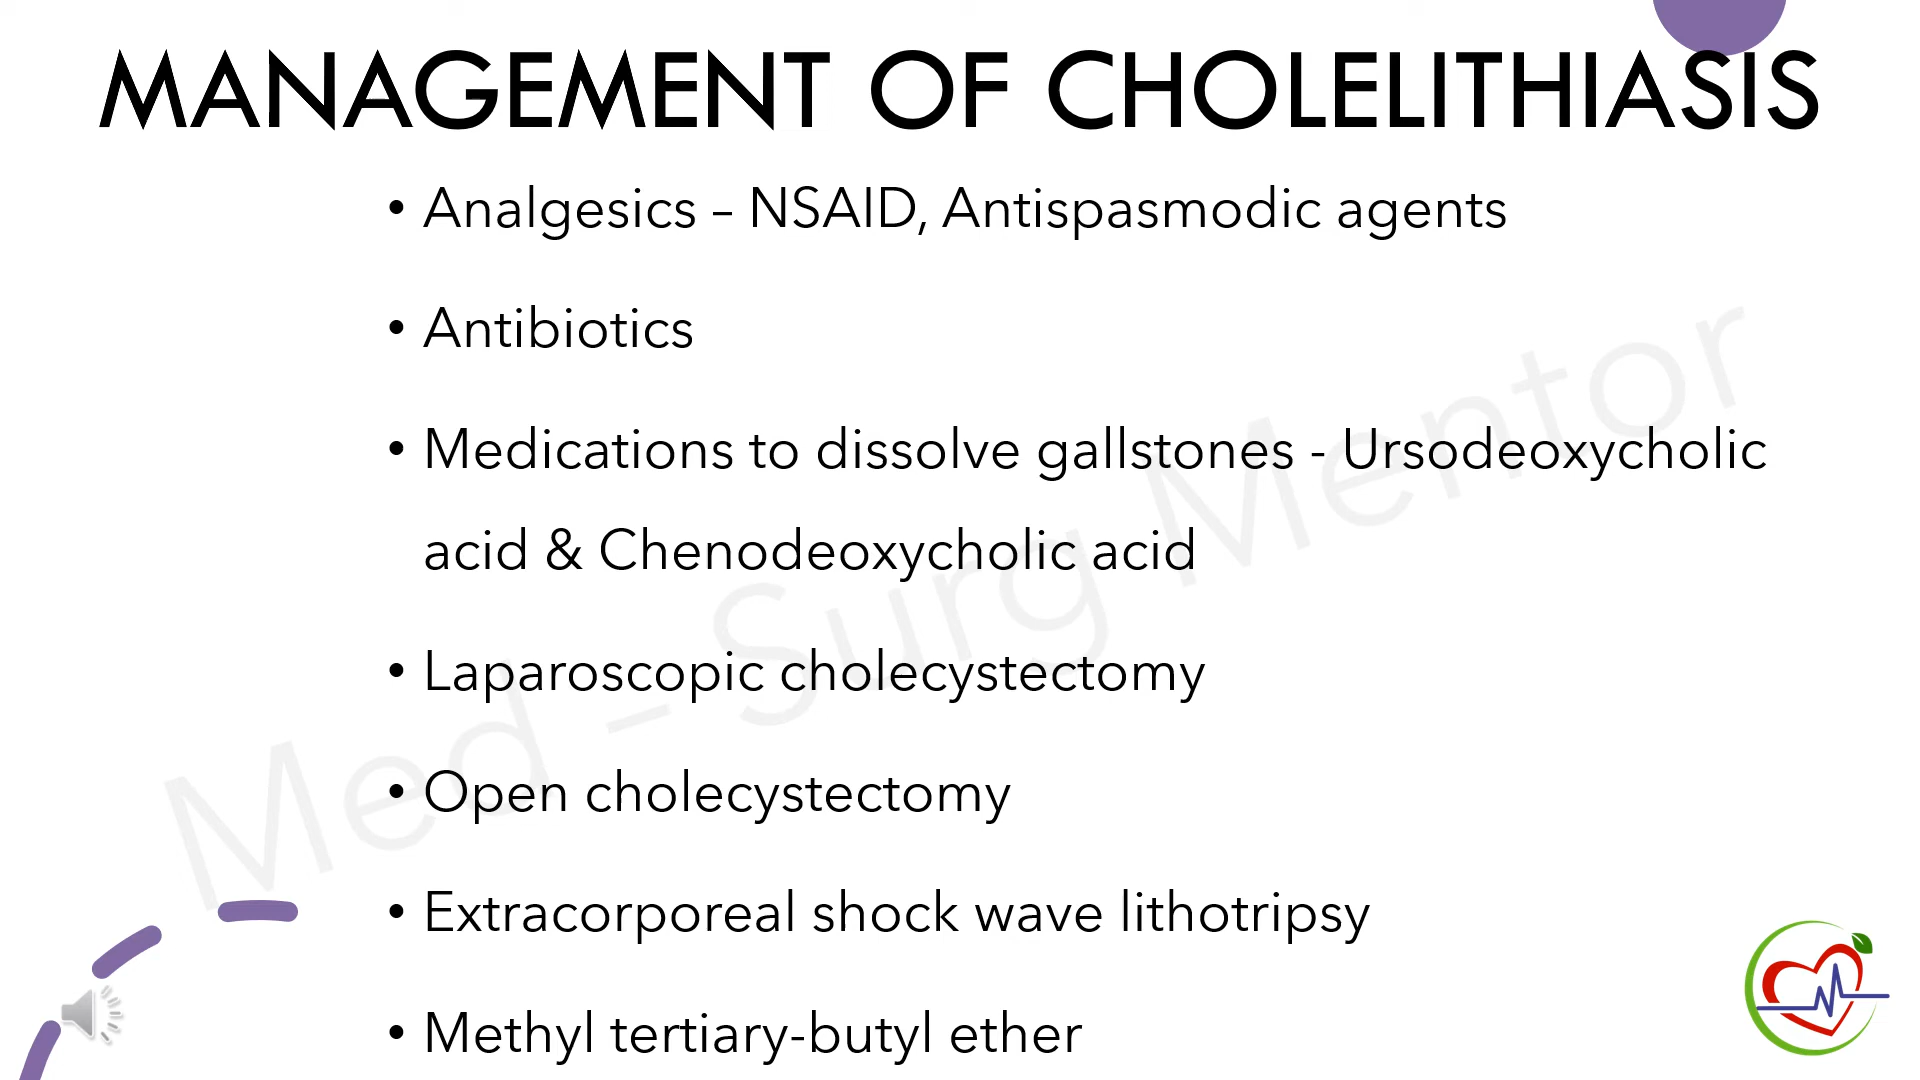 MANAGEMENT OF CHOLELITHIASIS
• Analgesics – NSAID, Antispasmodic agents
• Antibiotics
• Medications to dissolve gallstones - Ursodeoxycholic
acid & Chenodeoxycholic acid
• Laparoscopic cholecystectomy
• Open cholecystectomy
• Extracorporeal shock wave lithotripsy
• Methyl tertiary-butyl ether
Med – Surg Mentor